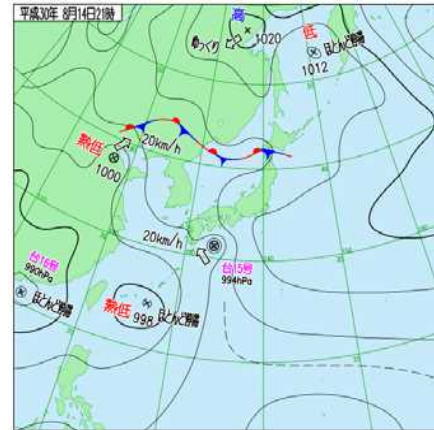 平成30年 8月14日21時
高
ゆっくり
1020
低
ほとんど停滞
1012
熱低
20km/h
1000
20km/h
台16号
990hPa
台15号
994hPa
ほとんど停滞
熱低
998
ほとんど停滞